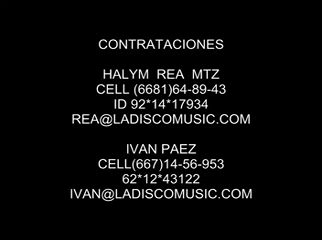 CONTRATACIONES
HALYM REA MTZ
CELL (6681)64-89-43
ID 92*14*17934
REA@LADISCOMUSIC.COM
IVAN PAEZ
CELL(667)14-56-953
62*12*43122
IVAN@LADISCOMUSIC.COM